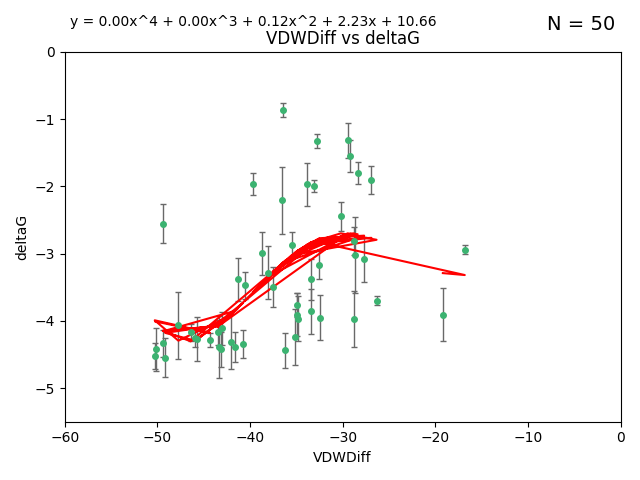 y = 0.00x^4 + 0.00x^3 + 0.12x^2 + 2.23x + 10.66
N = 50
VDWDiff vs deltaG
0
−1
−2
−3
−4
−5
deltaG
−60 −50 −40 −30 −20 −10 0
VDWDiff